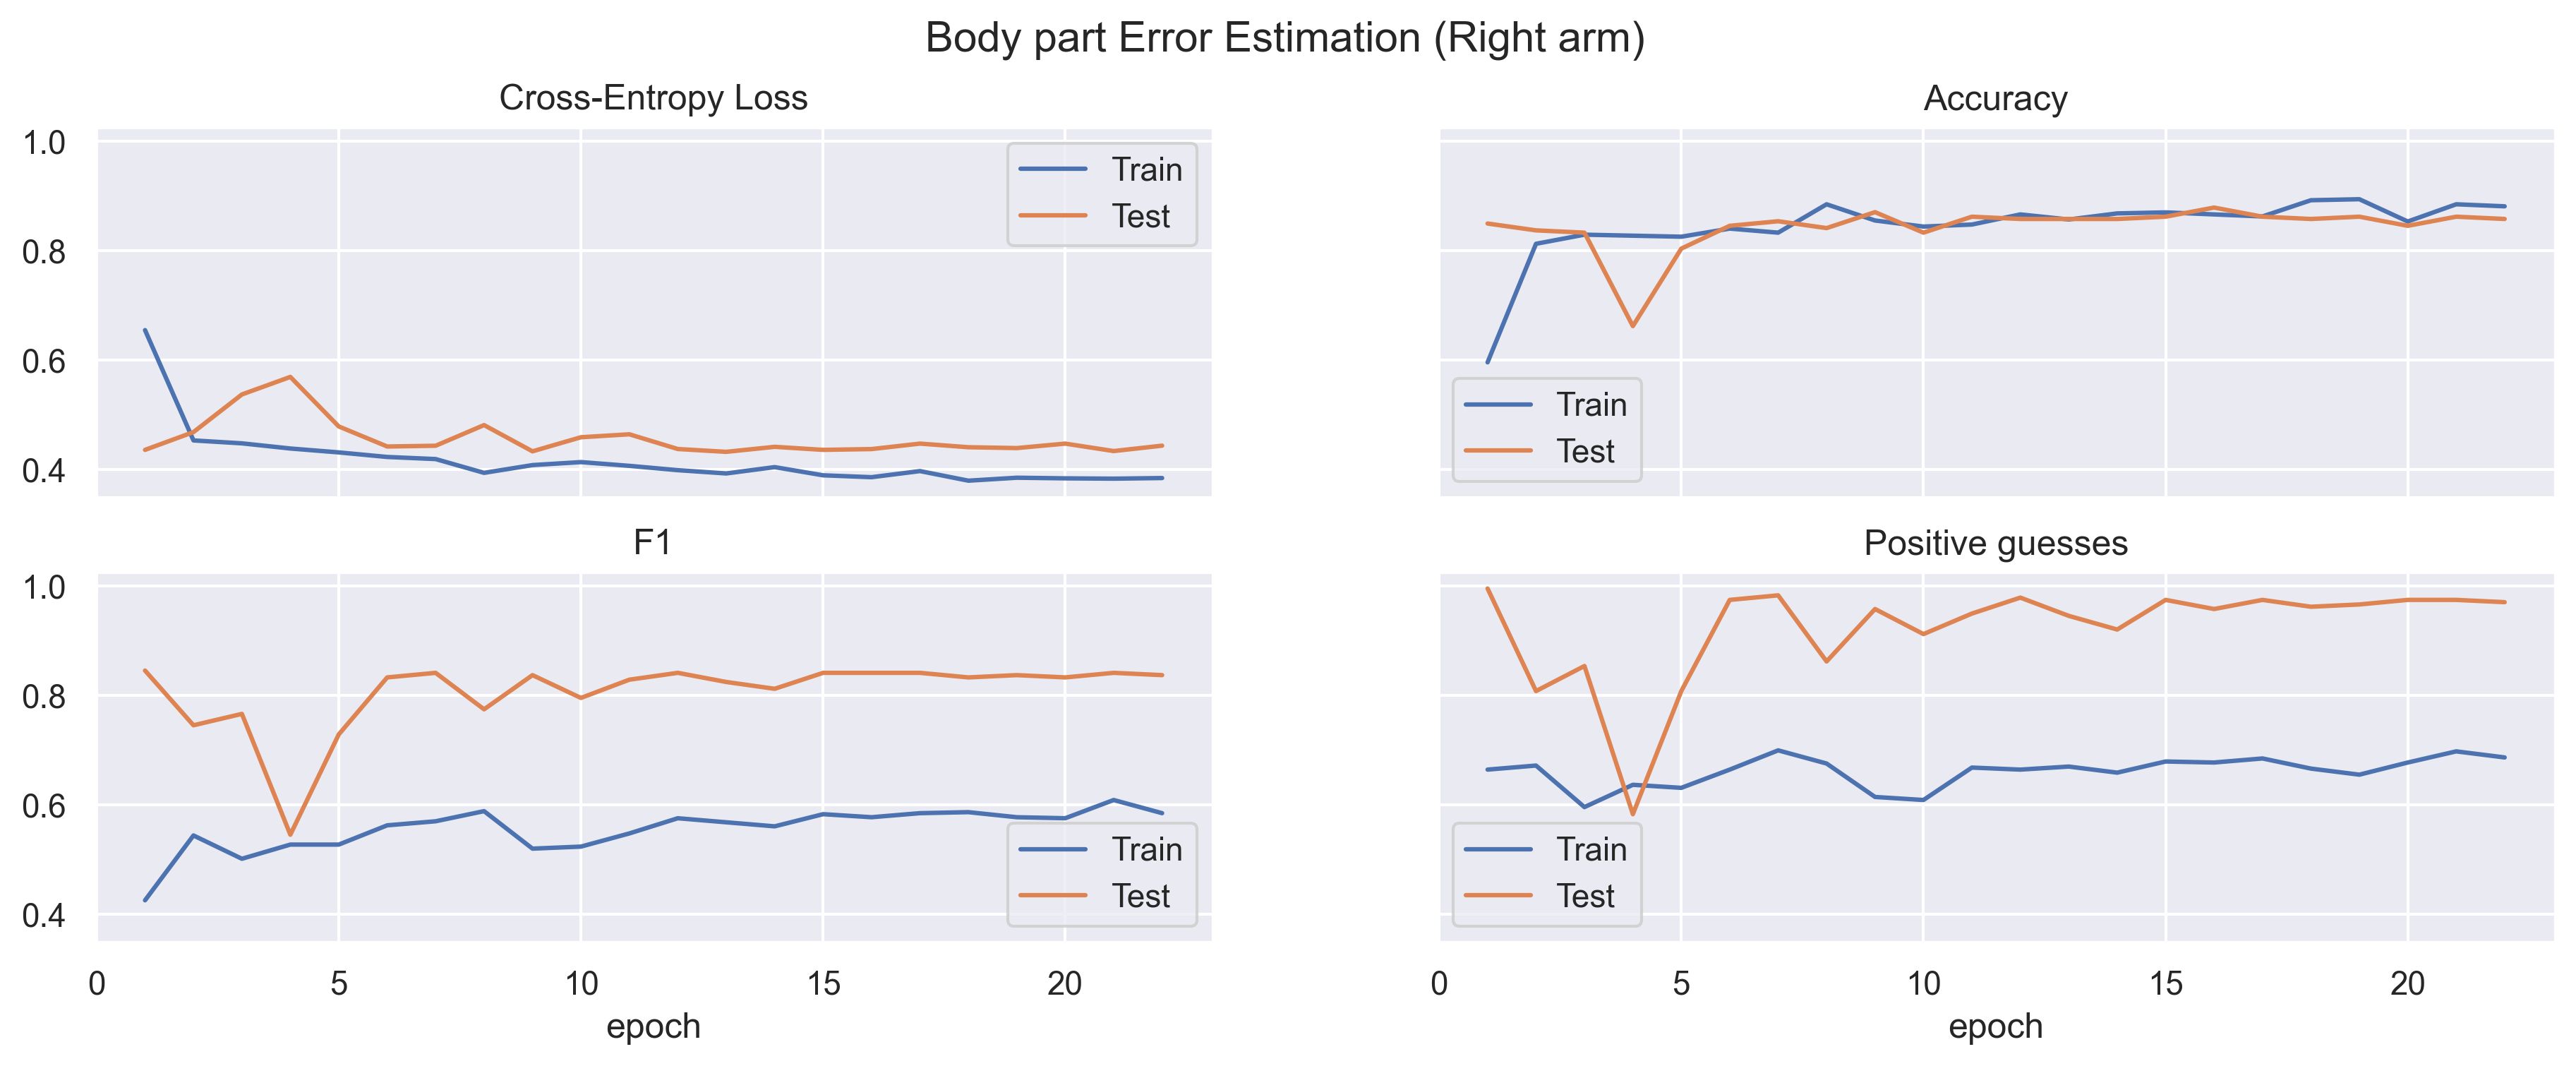 Body part Error Estimation (Right arm)
Cross-Entropy Loss
1.0
0.8
0.6
0.4
Train
Test
Accuracy
Train
Test
F1
1.0
0.8
0.6
0.4
0 5 10 15 20
epoch
Train
Test
Positive guesses
Train
Test
0 5 10 15 20
epoch